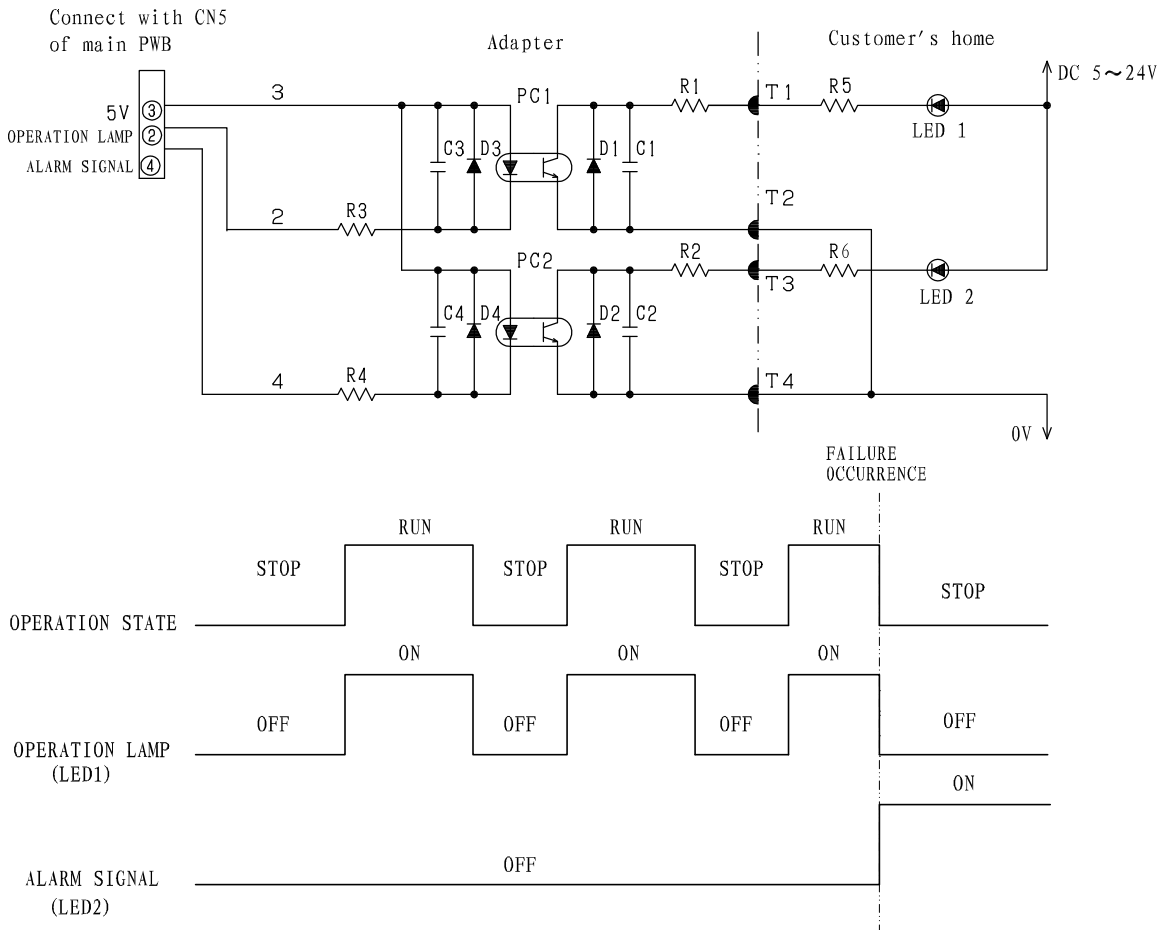 Connect with CN5
of main PWB
Adapter
Customer's home
DC 5～24V
5V ③
OPERATION LAMP ②
ALARM SIGNAL ④
3
PC1
R1
T1
R5
LED 1
C3
D3
D1
C1
2
R3
T2
PC2
R2
T3
R6
LED 2
C4
D4
D2
C2
4
R4
T4
0V
FAILURE
OCCURRENCE
RUN
RUN
RUN
STOP
STOP
STOP
STOP
OPERATION STATE
ON
ON
ON
OFF
OFF
OFF
OFF
OPERATION LAMP
(LED1)
ON
OFF
ALARM SIGNAL
(LED2)